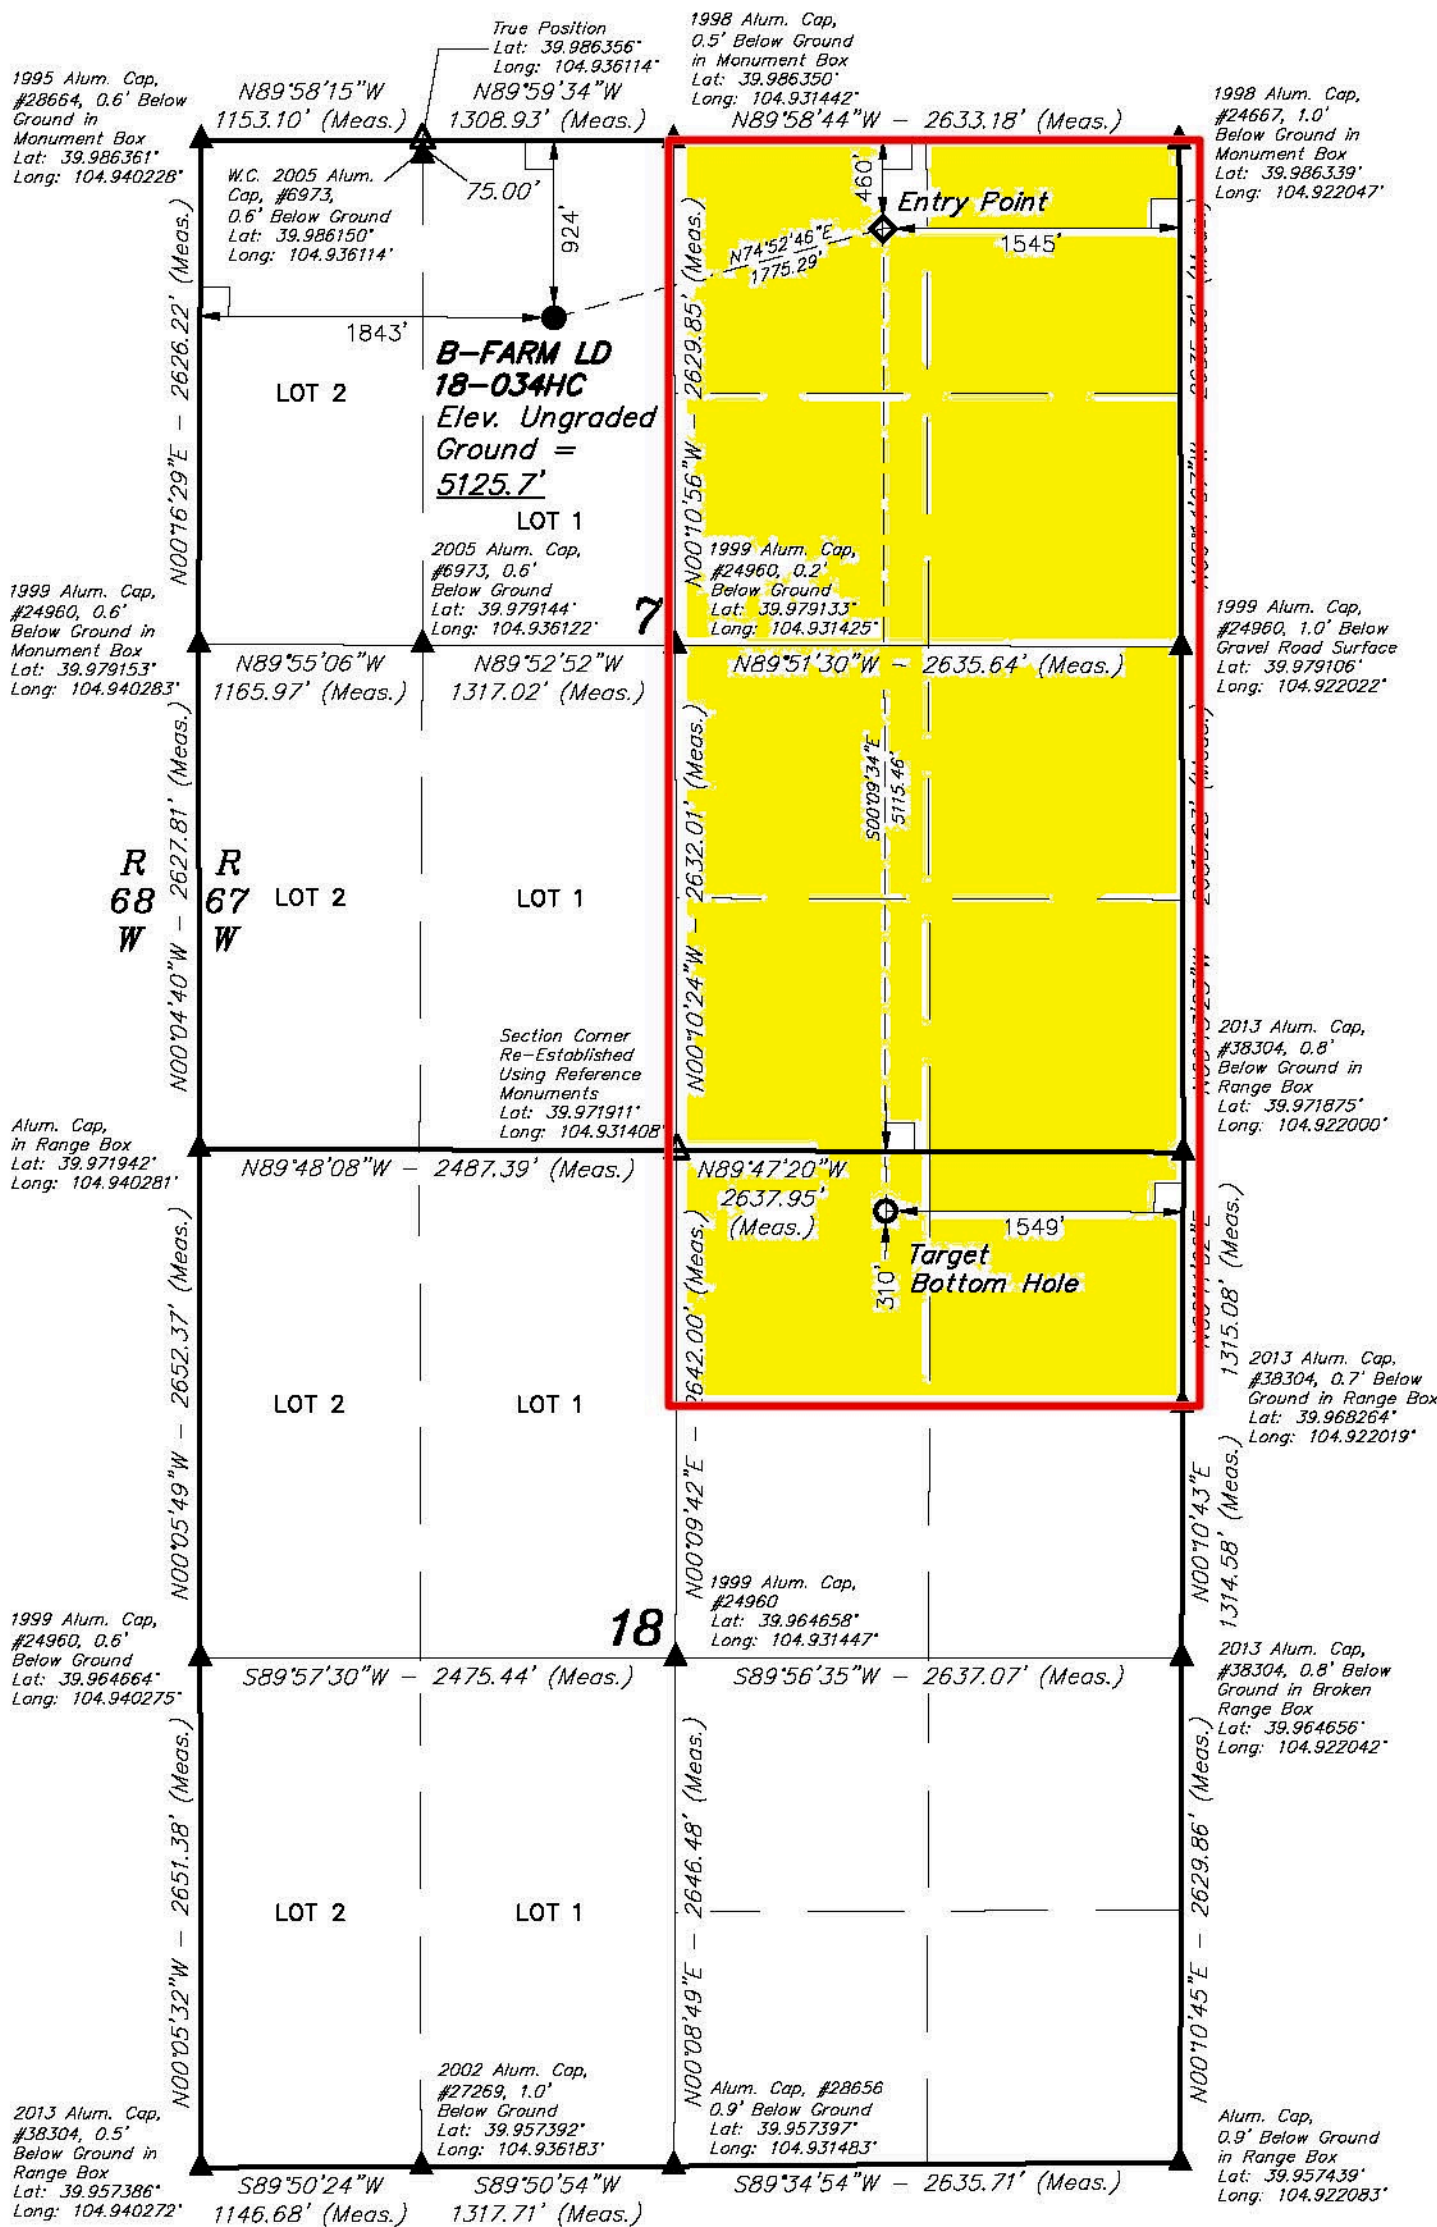 True Position
Lat: 39.986356°
Long: 104.936114°
1998 Alum. Cap,
0.5' Below Ground
in Monument Box
Lat: 39.986350°
Long: 104.931442°
1995 Alum. Cap,
#28664, 0.6' Below
Ground in
Monument Box
Lat: 39.986361°
Long: 104.940228°
N89°58'15"W
1153.10' (Meas.)
N89°59'34"W
1308.93' (Meas.)
N89°58'44"W – 2633.18' (Meas.)
1998 Alum. Cap,
#24667, 1.0'
Below Ground in
Monument Box
Lat: 39.986339°
Long: 104.922047°
W.C. 2005 Alum.
Cap, #6973,
0.6' Below Ground
Lat: 39.986150°
Long: 104.936114°
75.00'
924'
460'
Entry Point
1545'
N74°52'46"E
1775.29'
1843'
B–FARM LD
18–034HC
Elev. Ungraded
Ground =
5125.7'
LOT 2
LOT 1
N00°16'29"E – 2626.22' (Meas.)
N00°10'56"W – 2629.85' (Meas.)
(Meas.)
1999 Alum. Cap,
#24960, 0.6'
Below Ground in
Monument Box
Lat: 39.979153°
Long: 104.940283°
2005 Alum. Cap,
#6973, 0.6'
Below Ground
Lat: 39.979144°
Long: 104.936122°
7
1999 Alum. Cap,
#24960, 0.2'
Below Ground
Lat: 39.979133°
Long: 104.931425°
1999 Alum. Cap,
#24960, 1.0' Below
Gravel Road Surface
Lat: 39.979106°
Long: 104.922022°
N89°55'06"W
1165.97' (Meas.)
N89°52'52"W
1317.02' (Meas.)
N89°51'30"W – 2635.64' (Meas.)
S00°09'34"E
5115.46'
N00°04'40"W – 2627.81' (Meas.)
N00°10'24"W – 2632.01' (Meas.)
R R
68 67
W W
LOT 2
LOT 1
Section Corner
Re–Established
Using Reference
Monuments
Lat: 39.971911°
Long: 104.931408°
2013 Alum. Cap,
#38304, 0.8'
Below Ground in
Range Box
Lat: 39.971875°
Long: 104.922000°
Alum. Cap,
in Range Box
Lat: 39.971942°
Long: 104.940281°
N89°48'08"W – 2487.39' (Meas.)
N89°47'20"W
2637.95'
(Meas.)
1549'
Target
Bottom Hole
310'
N00°05'49"W – 2652.37' (Meas.)
N00°09'42"E – 2642.00' (Meas.)
1315.08' (Meas.)
2013 Alum. Cap,
#38304, 0.7' Below
Ground in Range Box
Lat: 39.968264°
Long: 104.922019°
LOT 2
LOT 1
N00°10'43"E
1314.58' (Meas.)
1999 Alum. Cap,
#24960, 0.6'
Below Ground
Lat: 39.964664°
Long: 104.940275°
18
1999 Alum. Cap,
#24960
Lat: 39.964658°
Long: 104.931447°
2013 Alum. Cap,
#38304, 0.8' Below
Ground in Broken
Range Box
Lat: 39.964656°
Long: 104.922042°
S89°57'30"W – 2475.44' (Meas.)
S89°56'35"W – 2637.07' (Meas.)
N00°05'32"W – 2651.38' (Meas.)
N00°08'49"E – 2646.48' (Meas.)
N00°10'45"E – 2629.86' (Meas.)
LOT 2
LOT 1
2013 Alum. Cap,
#38304, 0.5'
Below Ground in
Range Box
Lat: 39.957386°
Long: 104.940272°
2002 Alum. Cap,
#27269, 1.0'
Below Ground
Lat: 39.957392°
Long: 104.936183°
Alum. Cap, #28656
0.9' Below Ground
Lat: 39.957397°
Long: 104.931483°
Alum. Cap,
0.9' Below Ground
in Range Box
Lat: 39.957439°
Long: 104.922083°
S89°50'24"W
1146.68' (Meas.)
S89°50'54"W
1317.71' (Meas.)
S89°34'54"W – 2635.71' (Meas.)